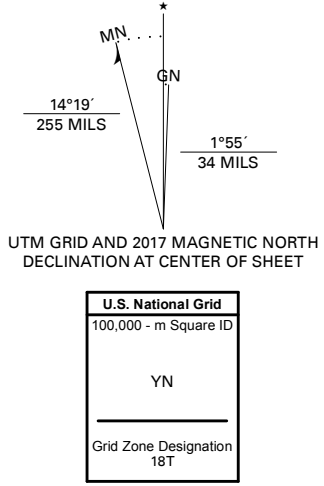 ★
MN
GN
14°19´
255 MILS
1°55´
34 MILS
UTM GRID AND 2017 MAGNETIC NORTH
DECLINATION AT CENTER OF SHEET
U.S. National Grid
100,000 - m Square ID
YN
Grid Zone Designation
18T